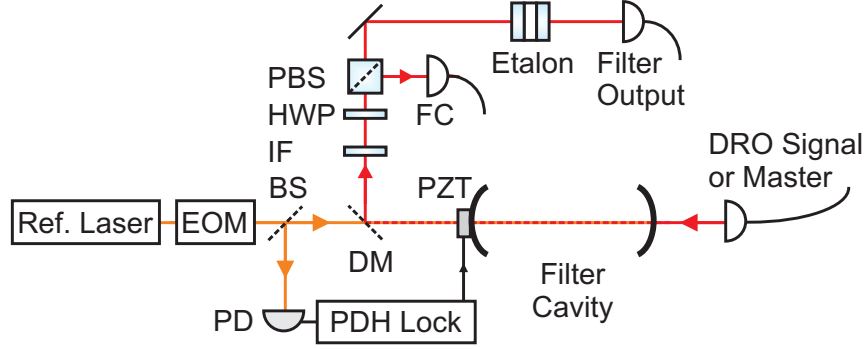 PBS
HWP
IF
BS
FC
Etalon
Filter
Output
DRO Signal
or Master
PZT
Ref. Laser
EOM
DM
Filter
Cavity
PD
PDH Lock